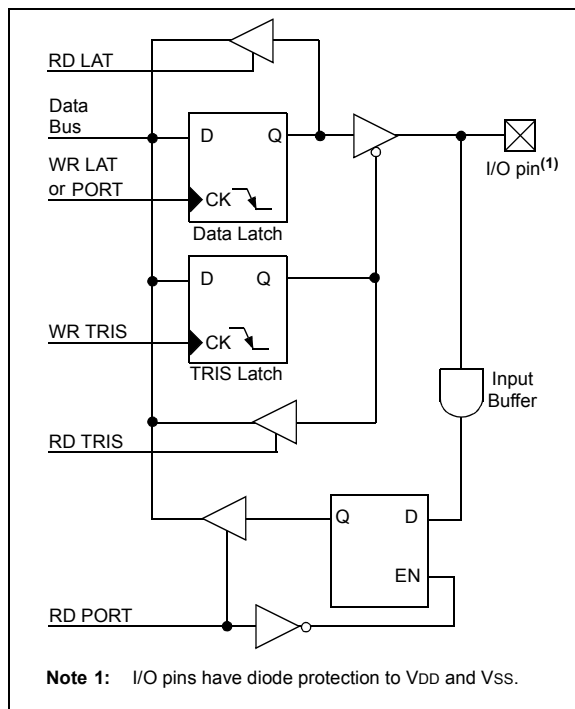 RD LAT
Data
Bus
D Q
WR LAT
or PORT
CK
Data Latch
I/O pin(1)
D Q
WR TRIS
CK
TRIS Latch
Input
Buffer
RD TRIS
Q D
EN
RD PORT
Note 1: I/O pins have diode protection to VDD and VSS.